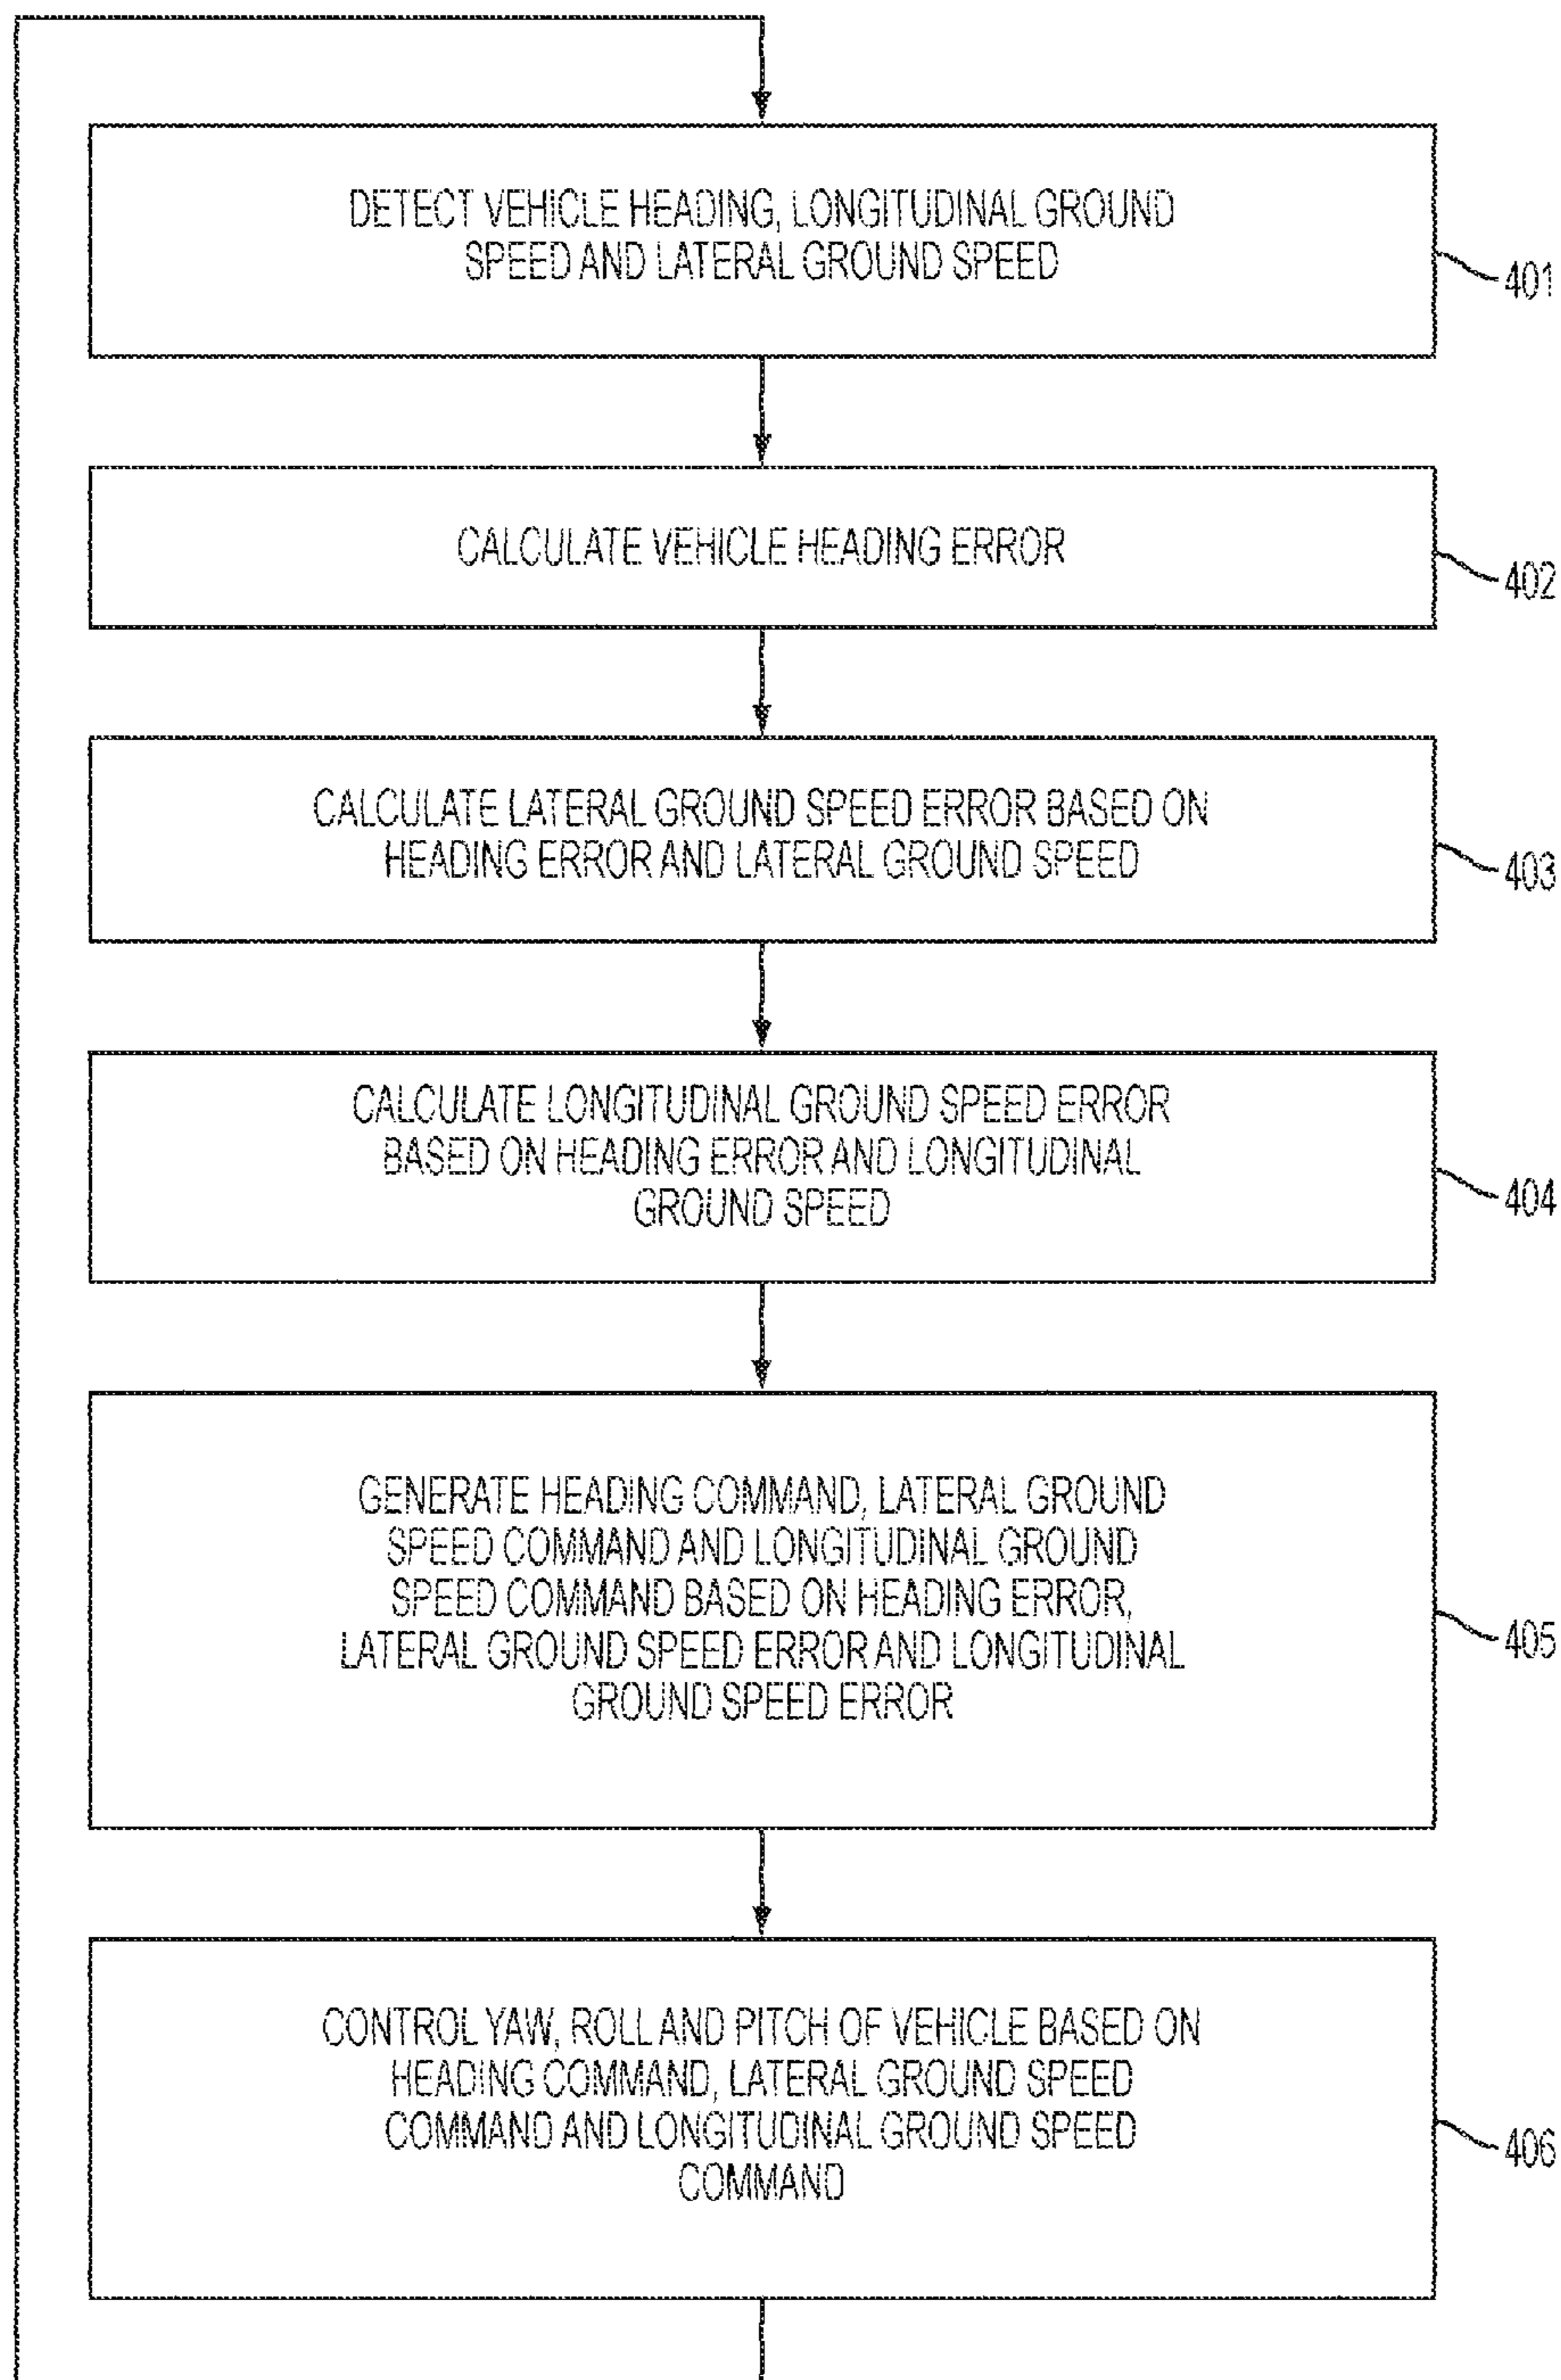 DETECT VEHICLE HEADING, LONGITUDINAL GROUND
SPEED AND LATERAL GROUND SPEED
401
CALCULATE VEHICLE HEADING ERROR
402
CALCULATE LATERAL GROUND SPEED ERROR BASED ON
HEADING ERROR AND LATERAL GROUND SPEED
403
CALCULATE LONGITUDINAL GROUND SPEED ERROR
BASED ON HEADING ERROR AND LONGITUDINAL
GROUND SPEED
404
GENERATE HEADING COMMAND, LATERAL GROUND
SPEED COMMAND AND LONGITUDINAL GROUND
SPEED COMMAND BASED ON HEADING ERROR,
LATERAL GROUND SPEED ERROR AND LONGITUDINAL
GROUND SPEED ERROR
405
CONTROL YAW, ROLL AND PITCH OF VEHICLE BASED ON
HEADING COMMAND, LATERAL GROUND SPEED
COMMAND AND LONGITUDINAL GROUND SPEED
COMMAND
406